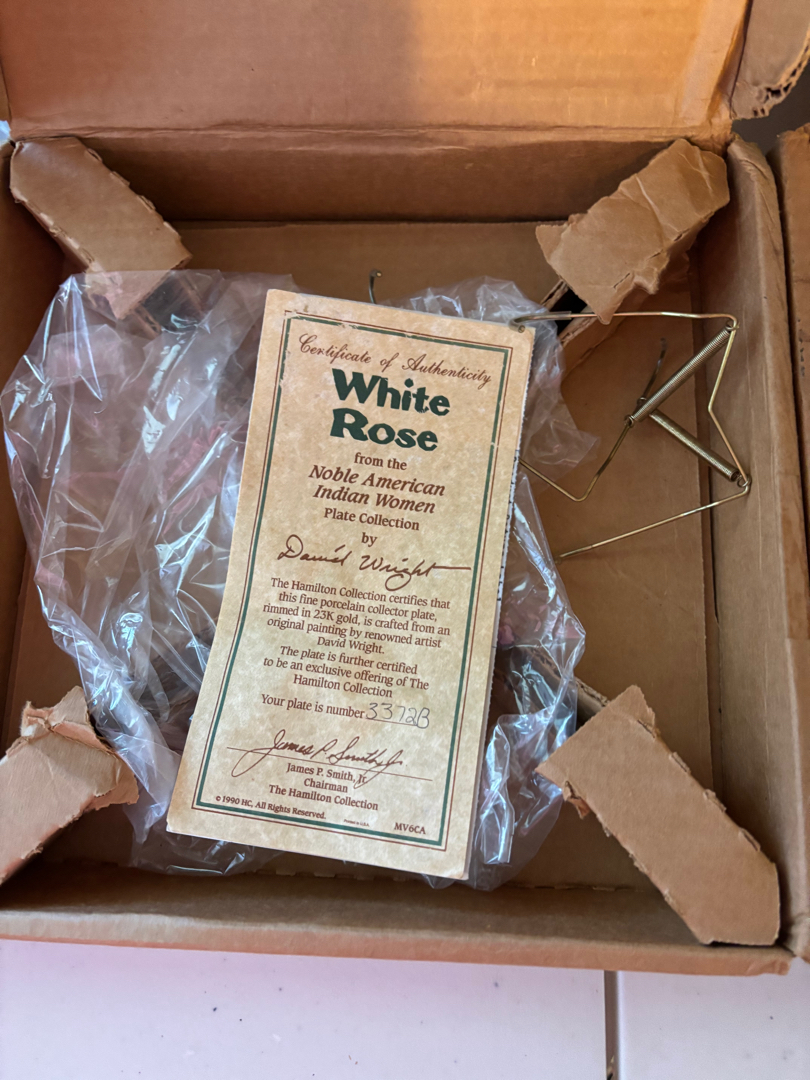 Certificate of Authenticity
White
Rose
from the
Noble American
Indian Women
Plate Collection
by
David Wright
The Hamilton Collection certifies that
this fine porcelain collector plate,
rimmed in 23K gold, is crafted from an
original painting by renowned artist
David Wright.
The plate is further certified
to be an exclusive offering of The
Hamilton Collection
Your plate is number 3372B
James P. Smith, Jr.
James P. Smith, Jr.
Chairman
The Hamilton Collection
© 1990 HC, All Rights Reserved.
Printed in U.S.A.
MV6CA